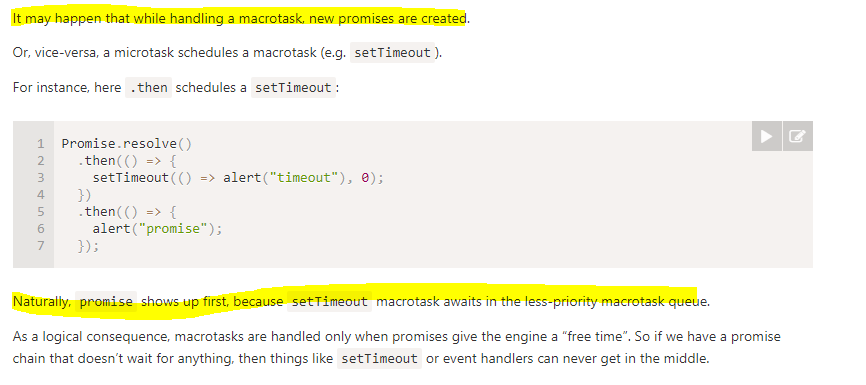 It may happen that while handling a macrotask, new promises are created.
Or, vice-versa, a microtask schedules a macrotask (e.g. setTimeout ).
For instance, here .then schedules a setTimeout :
1 Promise.resolve()
2   .then(() => {
3     setTimeout(() => alert("timeout"), 0);
4   })
5   .then(() => {
6     alert("promise");
7   });
Naturally, promise shows up first, because setTimeout macrotask awaits in the less-priority macrotask queue.
As a logical consequence, macrotasks are handled only when promises give the engine a “free time”. So if we have a promise
chain that doesn’t wait for anything, then things like setTimeout or event handlers can never get in the middle.